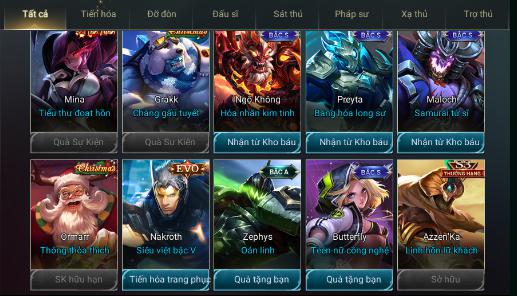 Tất cả Tiến hóa Đỡ đòn Đấu sĩ Sát thủ Pháp sư Xạ thủ Trợ thủ
Christmas BẬC S BẬC S BẬC S
Mina Grakk Ngộ Không Preyta Maloch
Tiểu thư đoạt hồn Chàng gấu tuyết Hỏa nhãn kim tinh Băng hỏa long sư Samurai tử sĩ
Quà Sự Kiện Quà Sự Kiện Nhận từ Kho báu Nhận từ Kho báu Nhận từ Kho báu
Christmas EVO BẬC A BẬC S S3 THƯỞNG HẠNG
Ormarr Nakroth Zephys Butterfly Azzen'Ka
Thông thỏa thích Siêu việt bậc V Oán linh Teen nữ công nghệ Linh hồn lữ khách
SK hữu hạn Tiến hóa trang phục Quà tặng bạn Quà tặng bạn Sở hữu